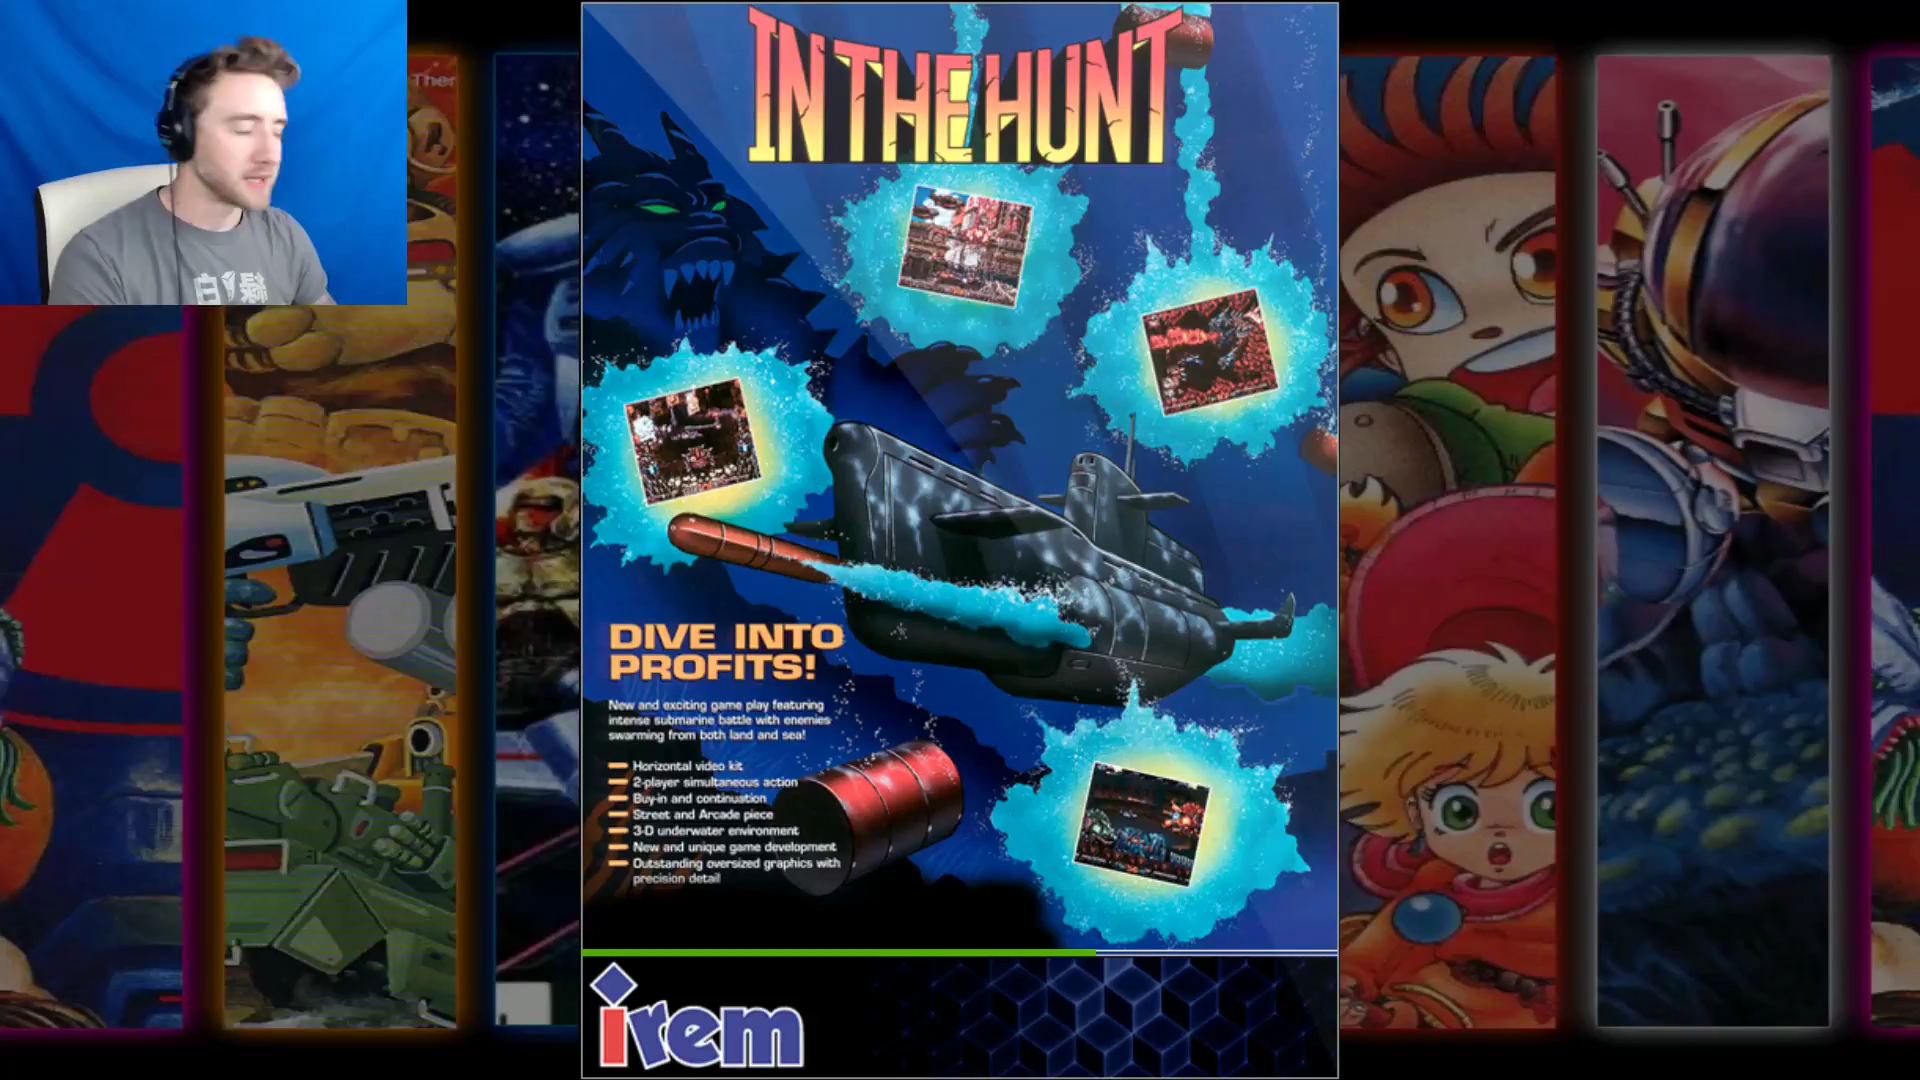 Ther
IN THE HUNT
DIVE INTO
PROFITS!
New and exciting game play featuring
intense submarine battle with enemies
swarming from both land and sea!
Horizontal video kit
2-player simultaneous action
Buy-in and continuation
Street and Arcade piece
3-D underwater environment
New and unique game development
Outstanding oversized graphics with
precision detail
irem